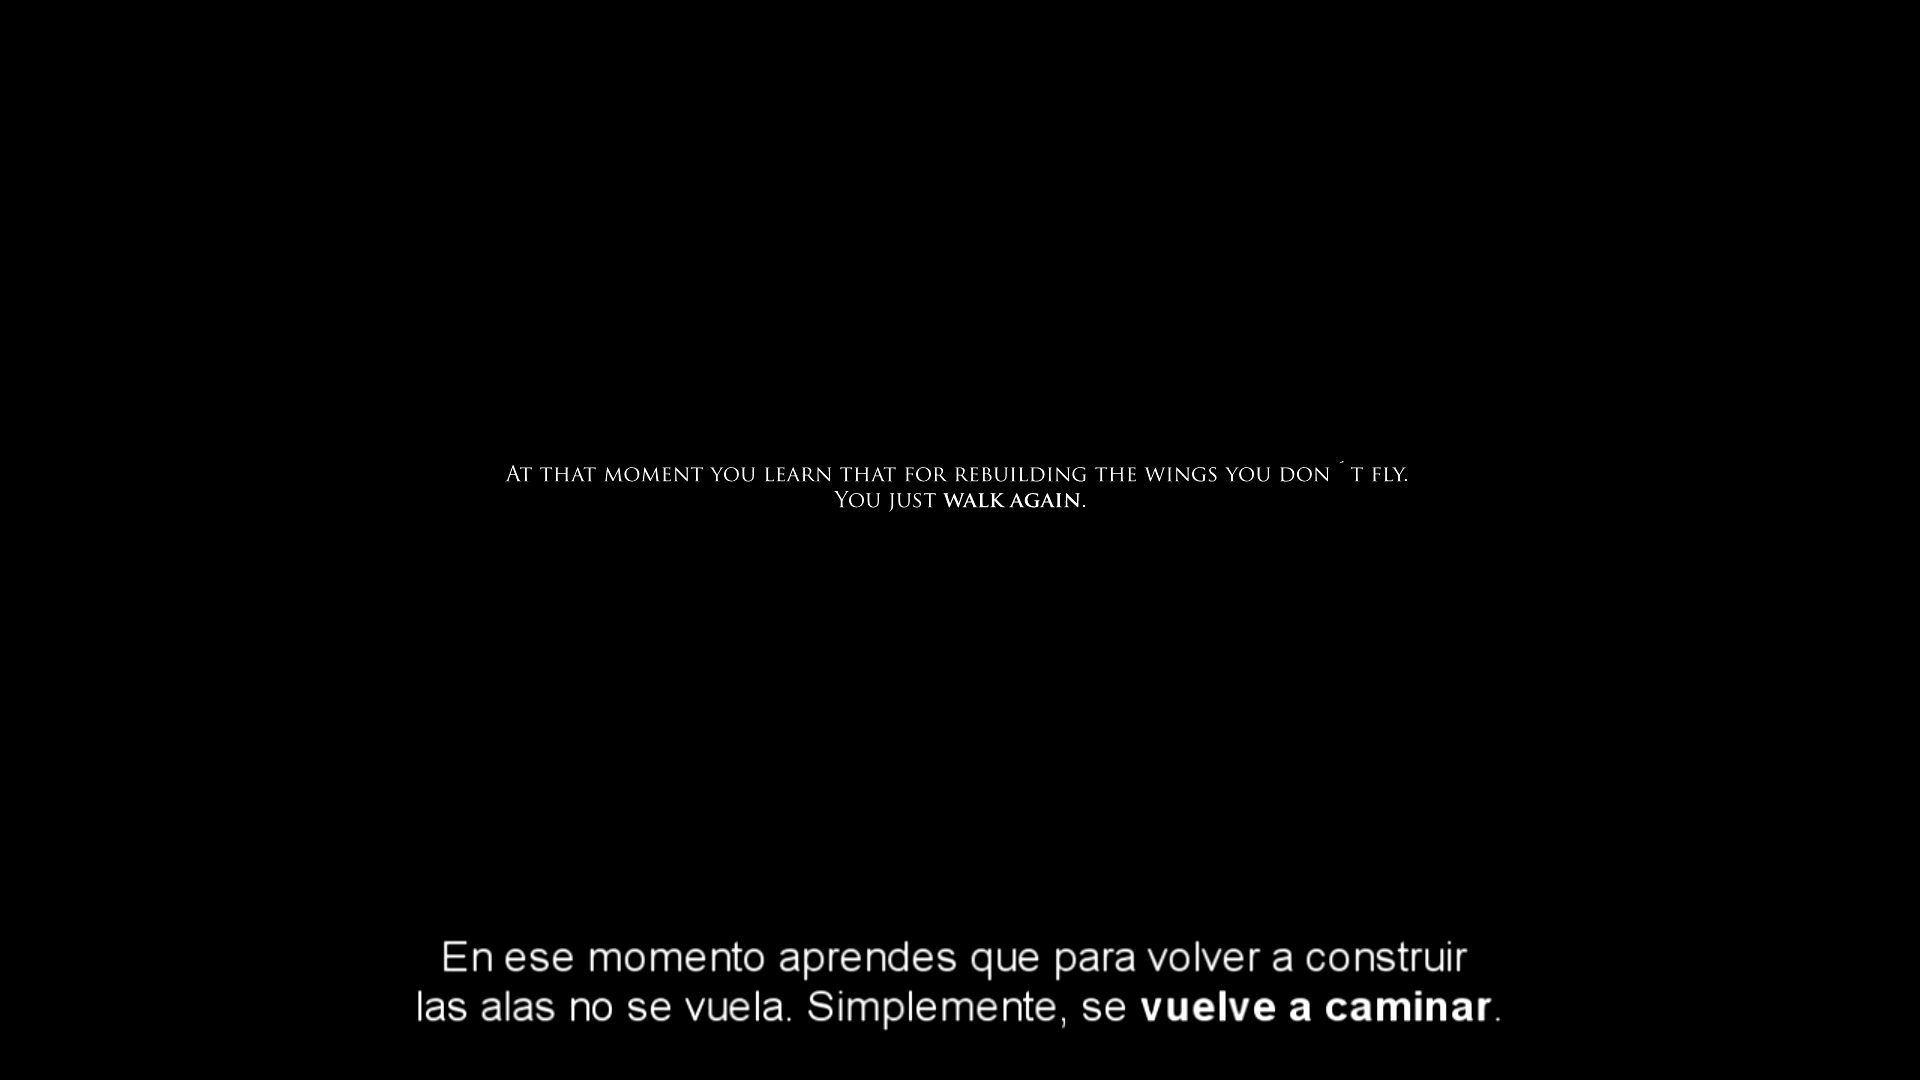 At that moment you learn that for rebuilding the wings you don´t fly.
You just walk again.
En ese momento aprendes que para volver a construir
las alas no se vuela. Simplemente, se vuelve a caminar.